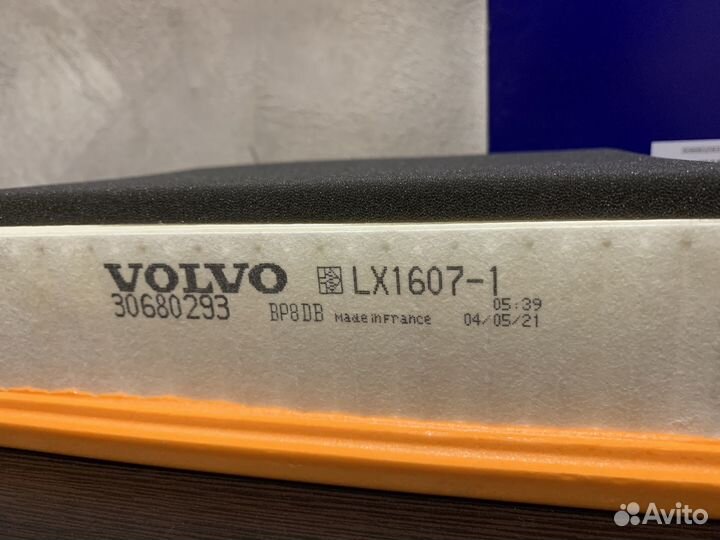 VOLVO LX1607-1
05:39
30680293 BP8DB Made in France 04/05/21
Avito